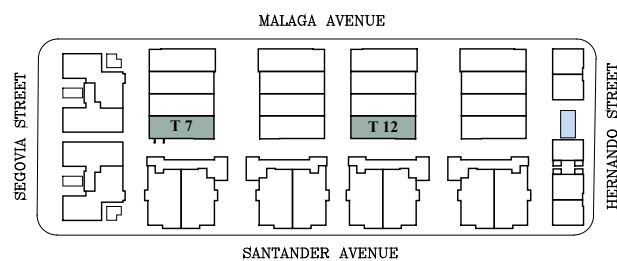 MALAGA AVENUE
SEGOVIA STREET
T 7
T 12
HERNANDO STREET
SANTANDER AVENUE